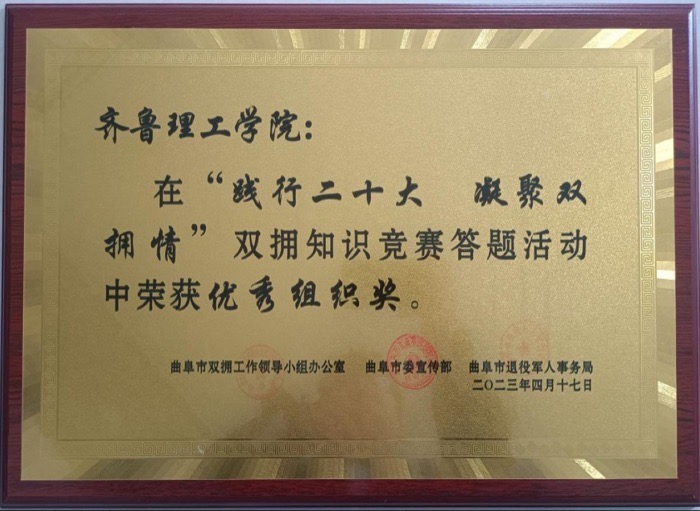 齐鲁理工学院：
在“践行二十大 凝聚双
拥情”双拥知识竞赛答题活动
中荣获优秀组织奖。
曲阜市双拥工作领导小组办公室 曲阜市委宣传部 曲阜市退役军人事务局
二〇二三年四月十七日